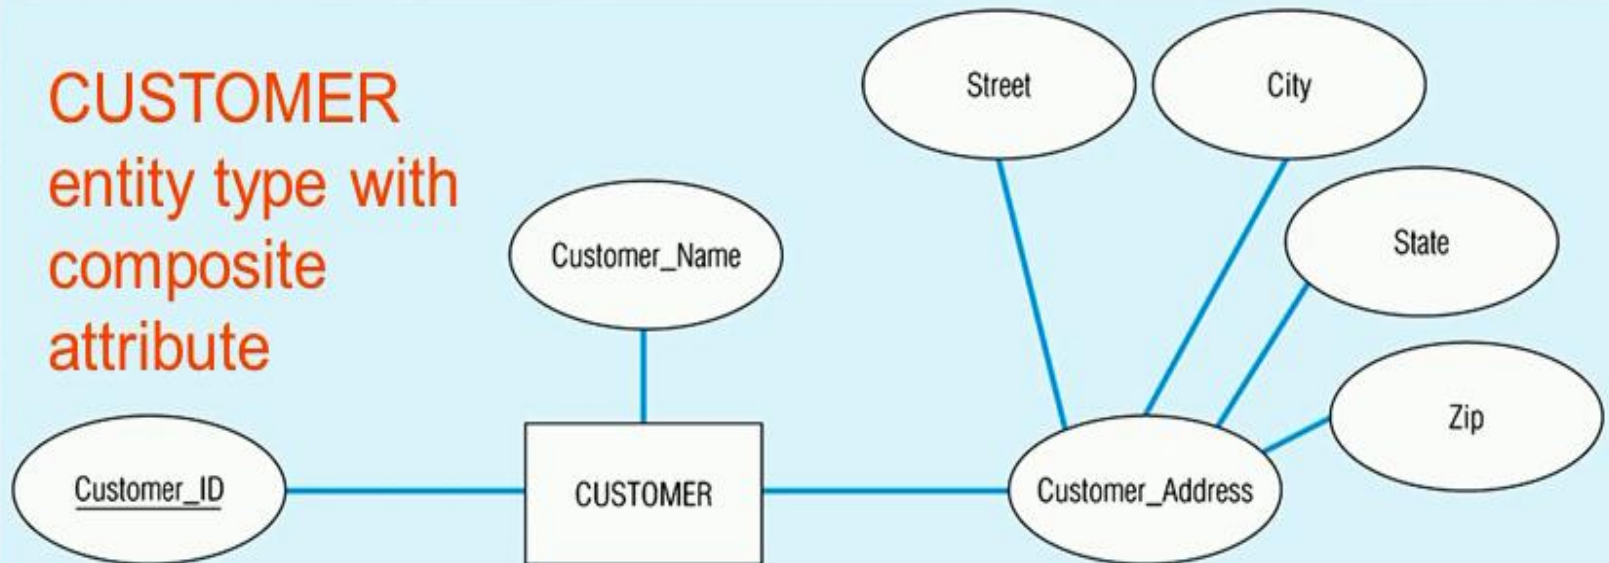 CUSTOMER
entity type with
composite
attribute
Street
City
State
Customer_Name
Zip
Customer_ID
CUSTOMER
Customer_Address